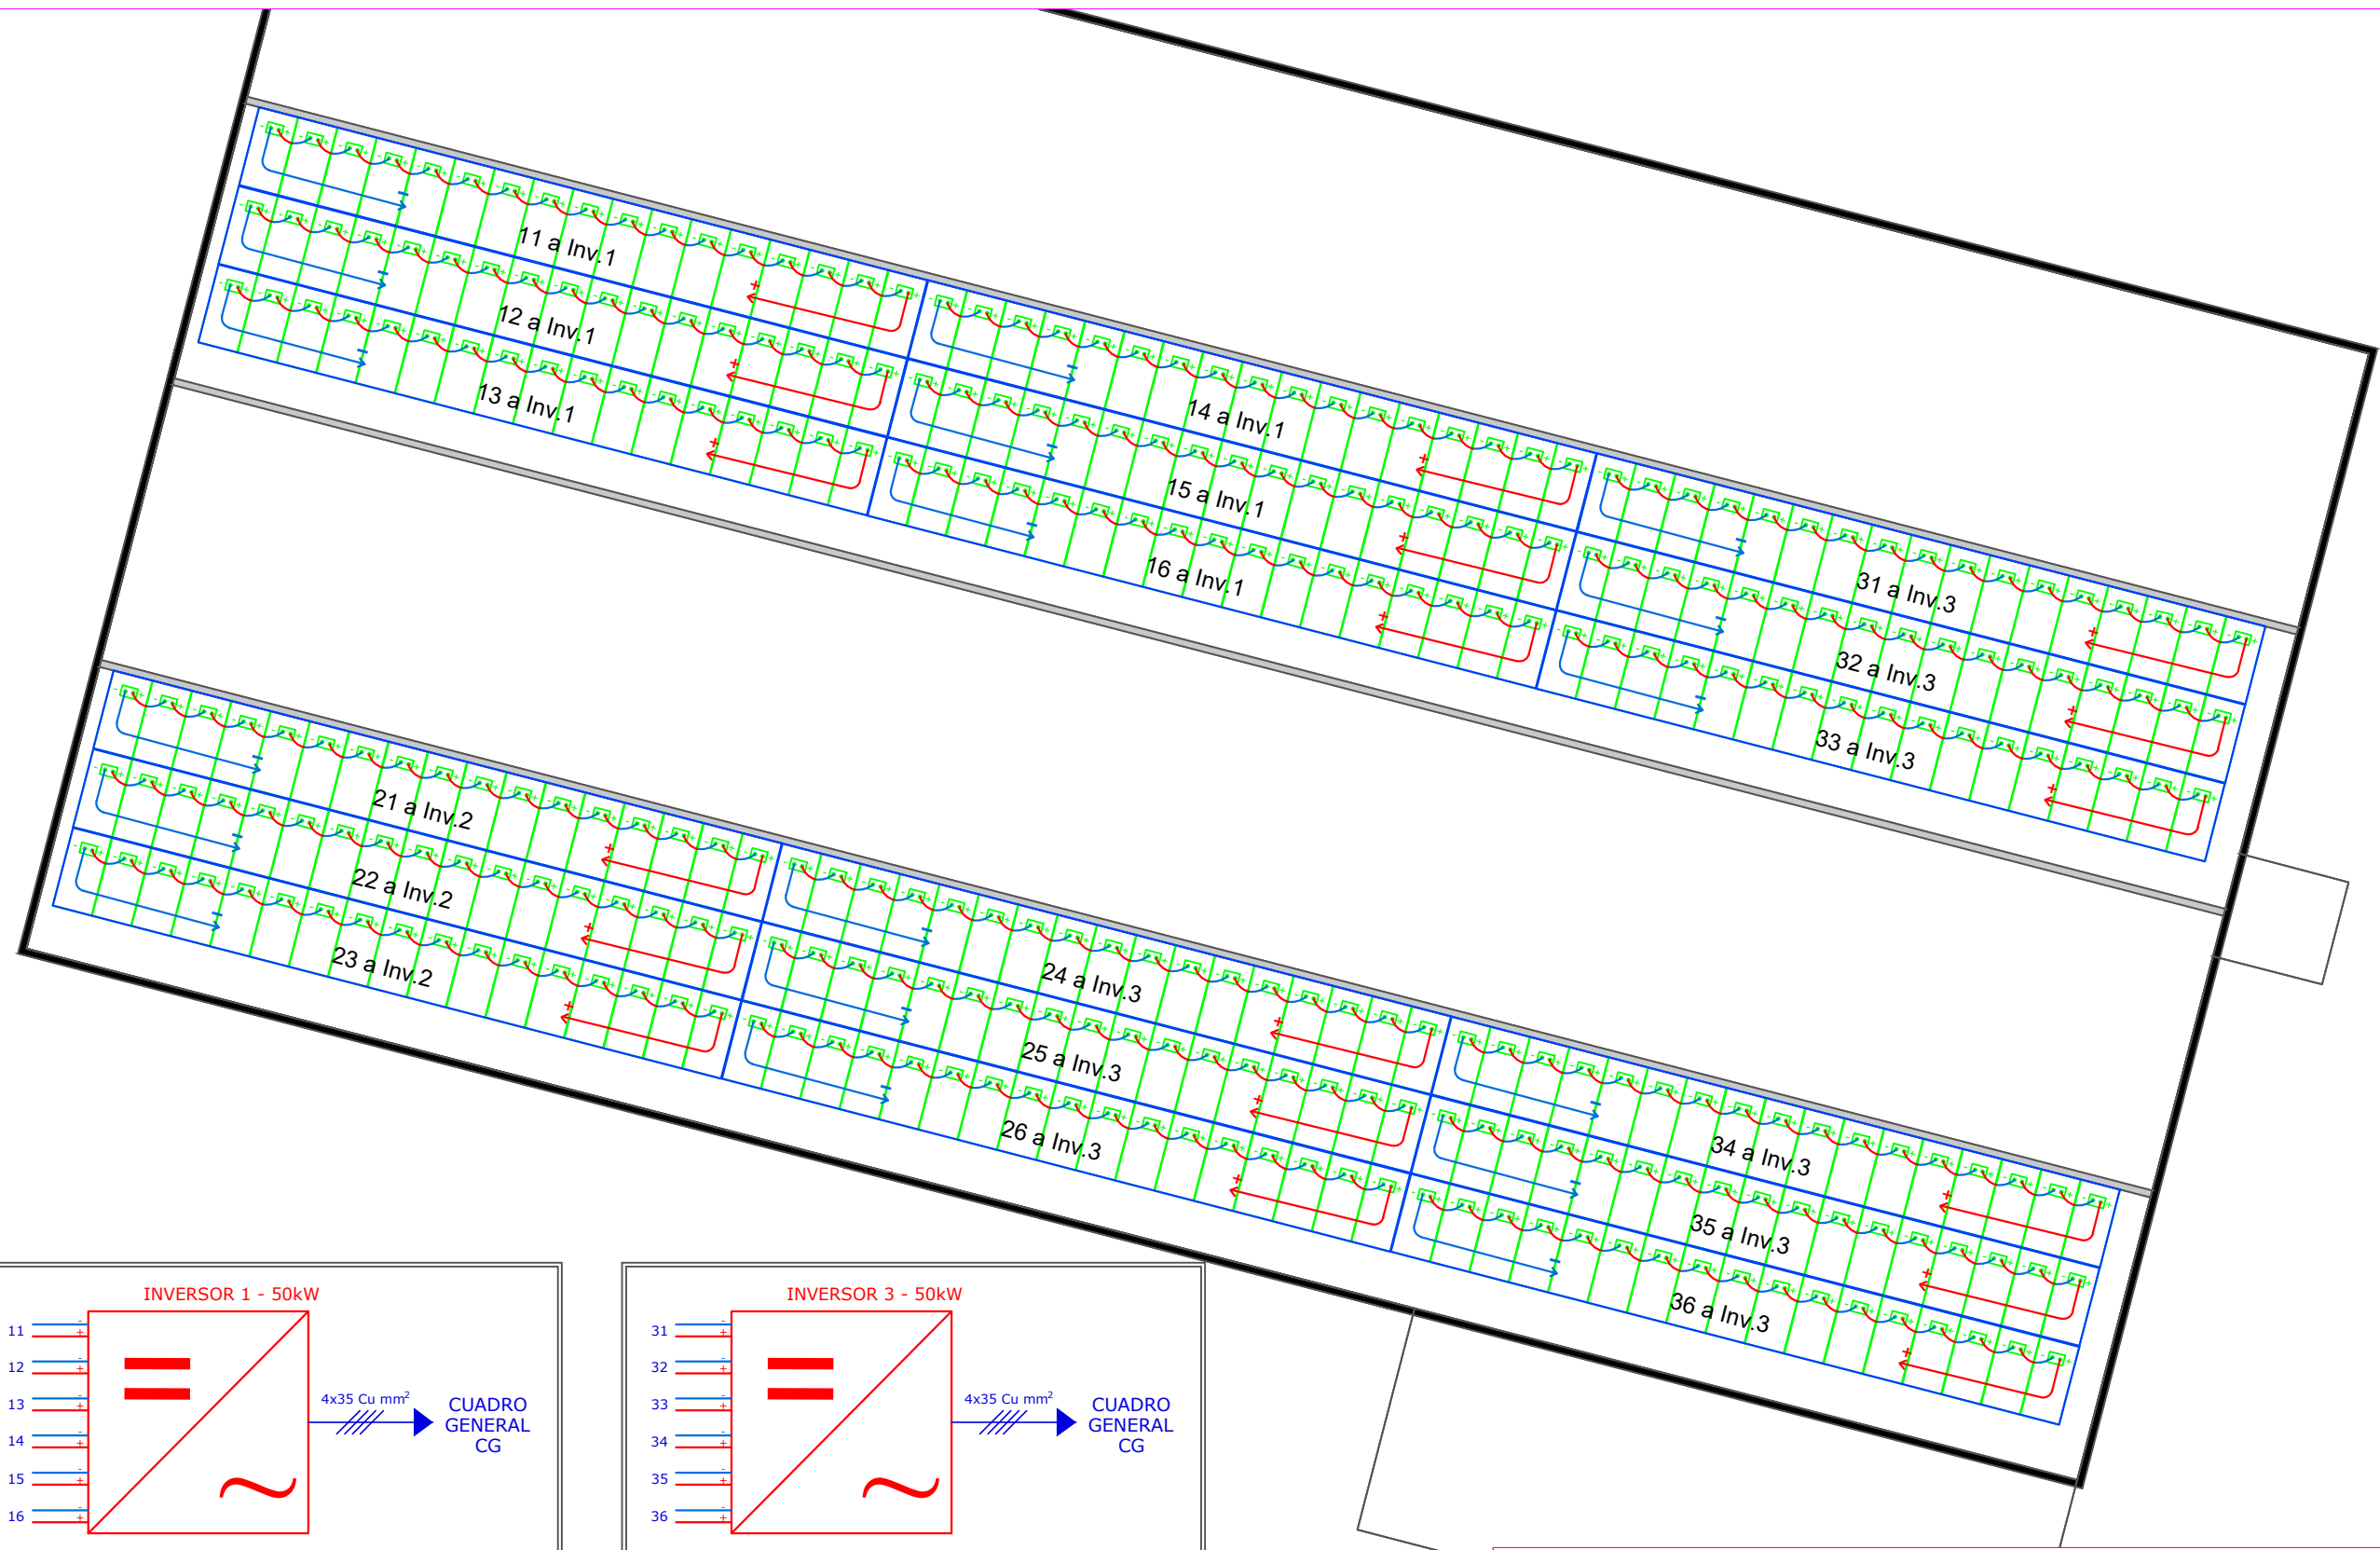 11 a Inv.1
12 a Inv.1
13 a Inv.1
14 a Inv.1
15 a Inv.1
16 a Inv.1
31 a Inv.3
32 a Inv.3
33 a Inv.3
21 a Inv.2
22 a Inv.2
23 a Inv.2
24 a Inv.3
25 a Inv.3
26 a Inv.3
34 a Inv.3
35 a Inv.3
36 a Inv.3
INVERSOR 1 - 50kW
11
12
13
14
15
16
4x35 Cu mm²
CUADRO
GENERAL
CG
INVERSOR 3 - 50kW
31
32
33
34
35
36
4x35 Cu mm²
CUADRO
GENERAL
CG